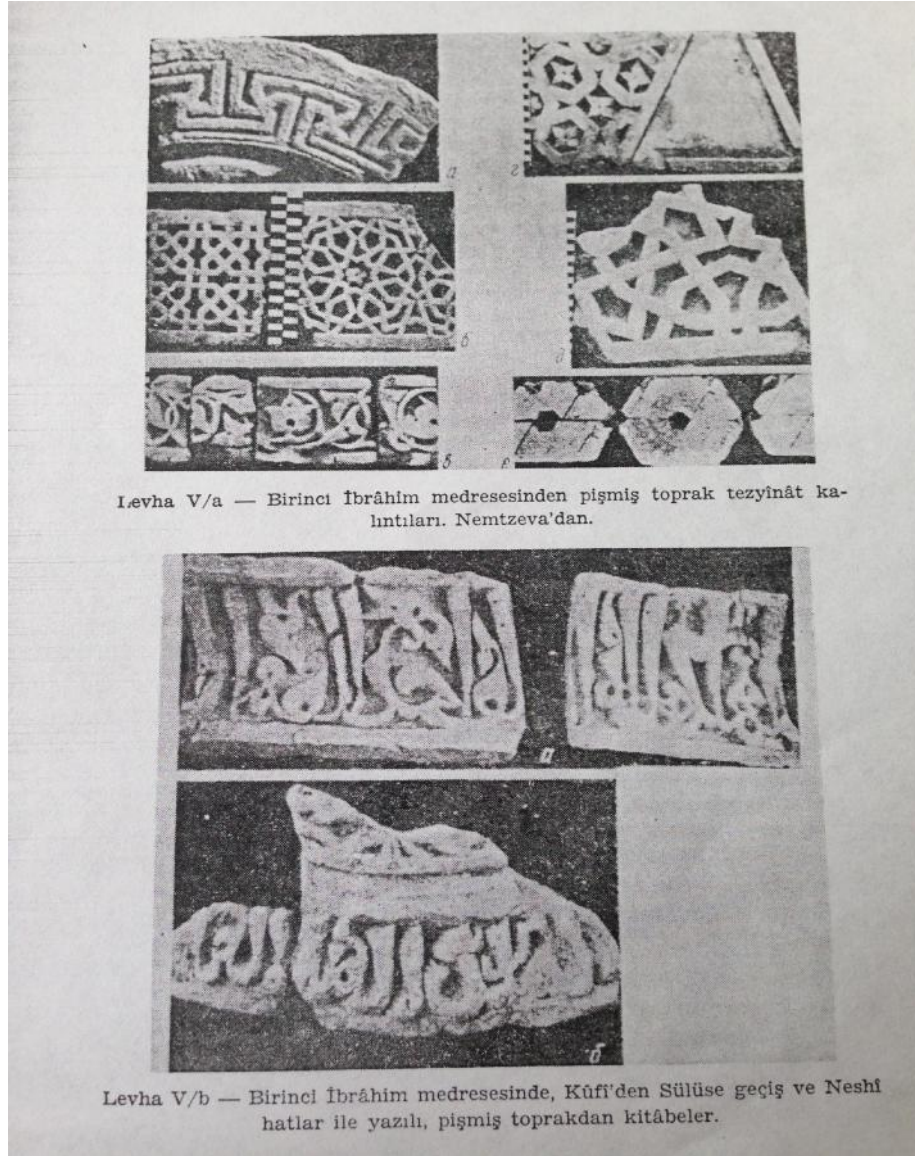 а
г
б
д
в
е
Levha V/a — Birinci İbrâhim medresesinden pişmiş toprak tezyînât ka-
lıntıları. Nemtzeva'dan.
а
б
Levha V/b — Birinci İbrâhim medresesinde, Kûfî'den Sülüse geçiş ve Neshî
hatlar ile yazılı, pişmiş toprakdan kitâbeler.